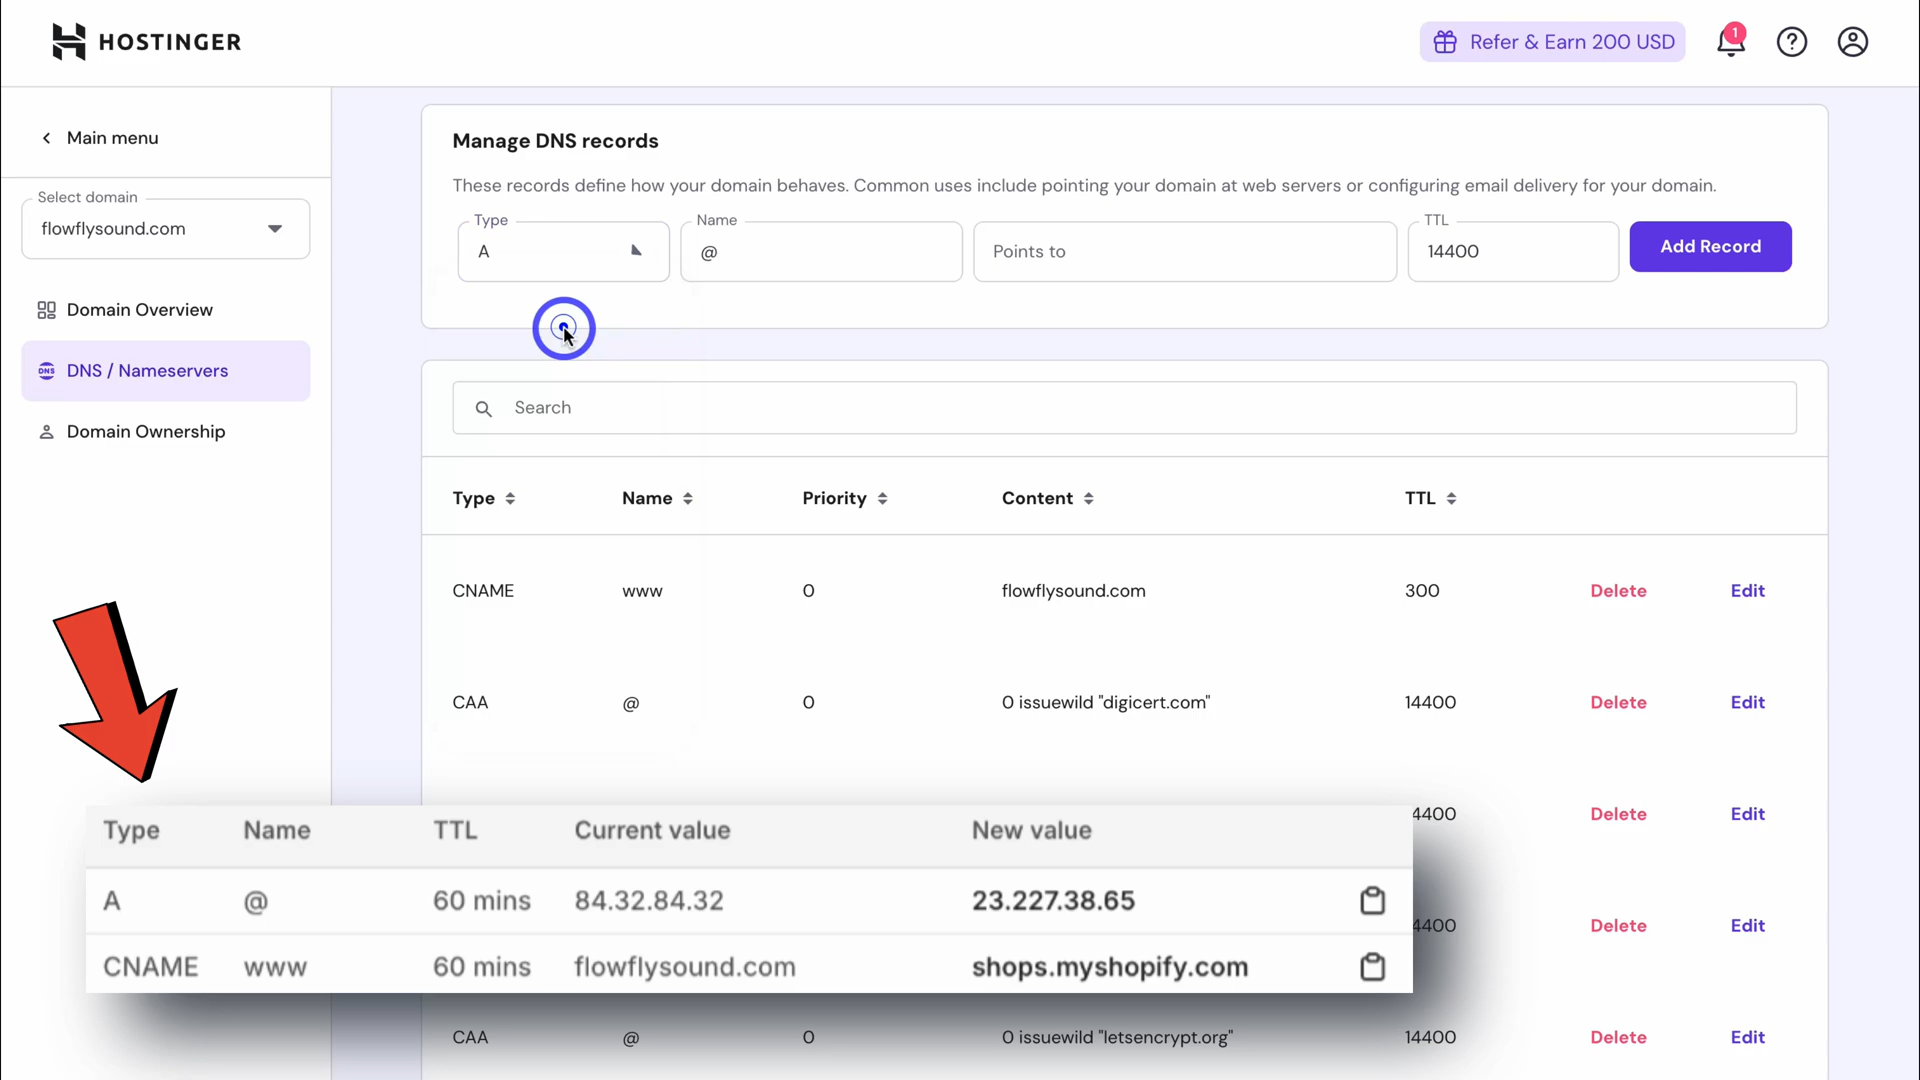 HOSTINGER
Refer & Earn 200 USD
1
Main menu
Select domain
flowflysound.com
Domain Overview
DNS
DNS / Nameservers
Domain Ownership
Manage DNS records
These records define how your domain behaves. Common uses include pointing your domain at web servers or configuring email delivery for your domain.
Type
A
Name
@
Points to
TTL
14400
Add Record
Search
Type Name Priority Content TTL
CNAME www 0 flowflysound.com 300 Delete Edit
CAA @ 0 0 issuewild "digicert.com" 14400 Delete Edit
4400 Delete Edit
Type Name TTL Current value New value
A @ 60 mins 84.32.84.32 23.227.38.65
4400 Delete Edit
CNAME www 60 mins flowflysound.com shops.myshopify.com
CAA @ 0 0 issuewild "letsencrypt.org" 14400 Delete Edit